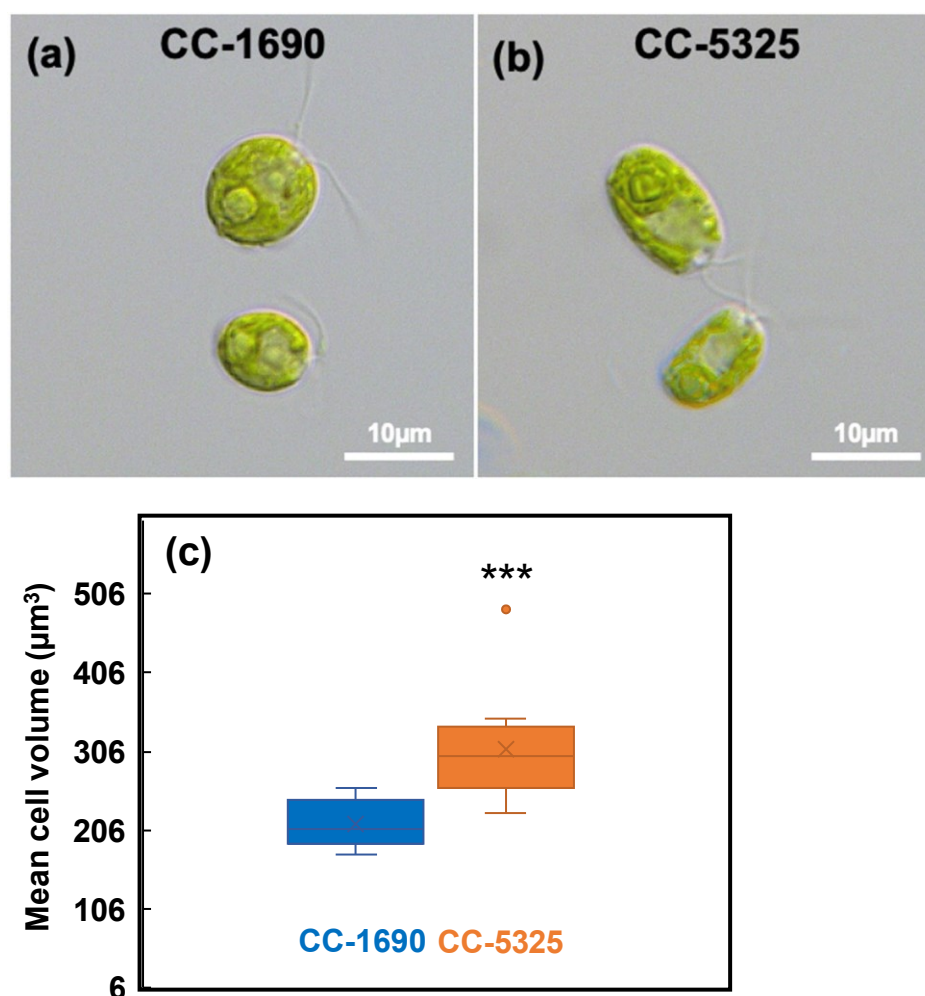 (a) CC-1690
(b) CC-5325
10µm
10µm
(c)
***
Mean cell volume (µm³)
506
406
306
206
106
6
CC-1690 CC-5325